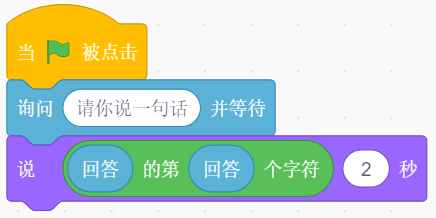 当 被点击
询问 请你说一句话 并等待
说 回答 的第 回答 个字符 2 秒